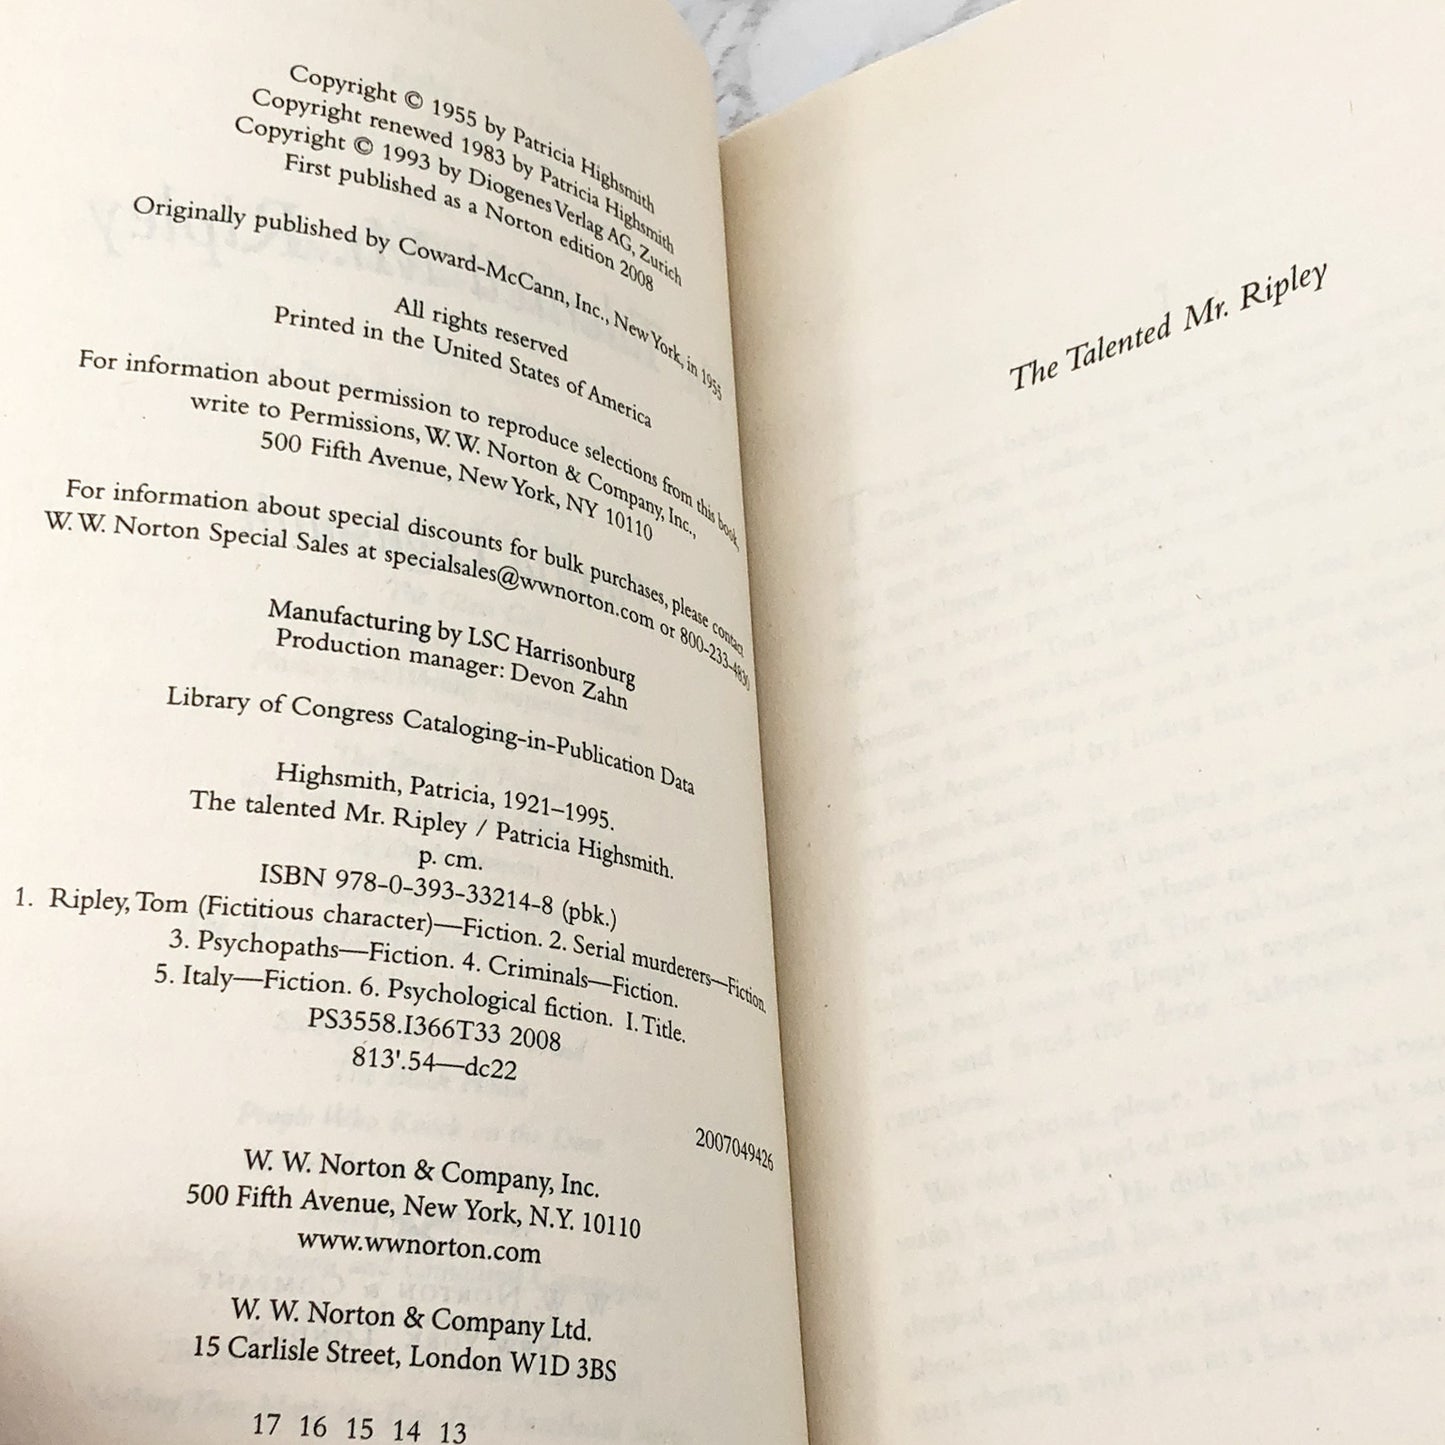 Copyright © 1955 by Patricia Highsmith
Copyright renewed 1983 by Patricia Highsmith
Copyright © 1993 by Diogenes Verlag AG, Zurich
First published as a Norton edition 2008
Originally published by Coward-McCann, Inc., New York, in 1955
All rights reserved
Printed in the United States of America
For information about permission to reproduce selections from this book,
write to Permissions, W. W. Norton & Company, Inc.,
500 Fifth Avenue, New York, NY 10110
For information about special discounts for bulk purchases, please contact
W. W. Norton Special Sales at specialsales@wwnorton.com or 800-233-4830
Manufacturing by LSC Harrisonburg
Production manager: Devon Zahn
Library of Congress Cataloging-in-Publication Data
Highsmith, Patricia, 1921–1995.
The talented Mr. Ripley / Patricia Highsmith.
p. cm.
ISBN 978-0-393-33214-8 (pbk.)
1. Ripley, Tom (Fictitious character)—Fiction. 2. Serial murderers—Fiction.
3. Psychopaths—Fiction. 4. Criminals—Fiction.
5. Italy—Fiction. 6. Psychological fiction. I. Title.
PS3558.I366T33 2008
813'.54—dc22
2007049426
W. W. Norton & Company, Inc.
500 Fifth Avenue, New York, N.Y. 10110
www.wwnorton.com
W. W. Norton & Company Ltd.
15 Carlisle Street, London W1D 3BS
17 16 15 14 13
The Talented Mr. Ripley